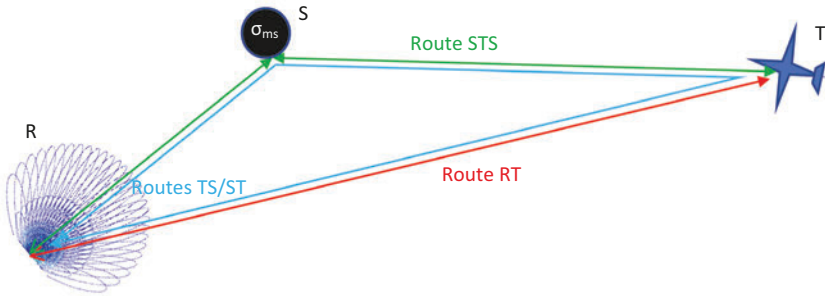 S
σms
T
Route STS
R
Routes TS/ST
Route RT